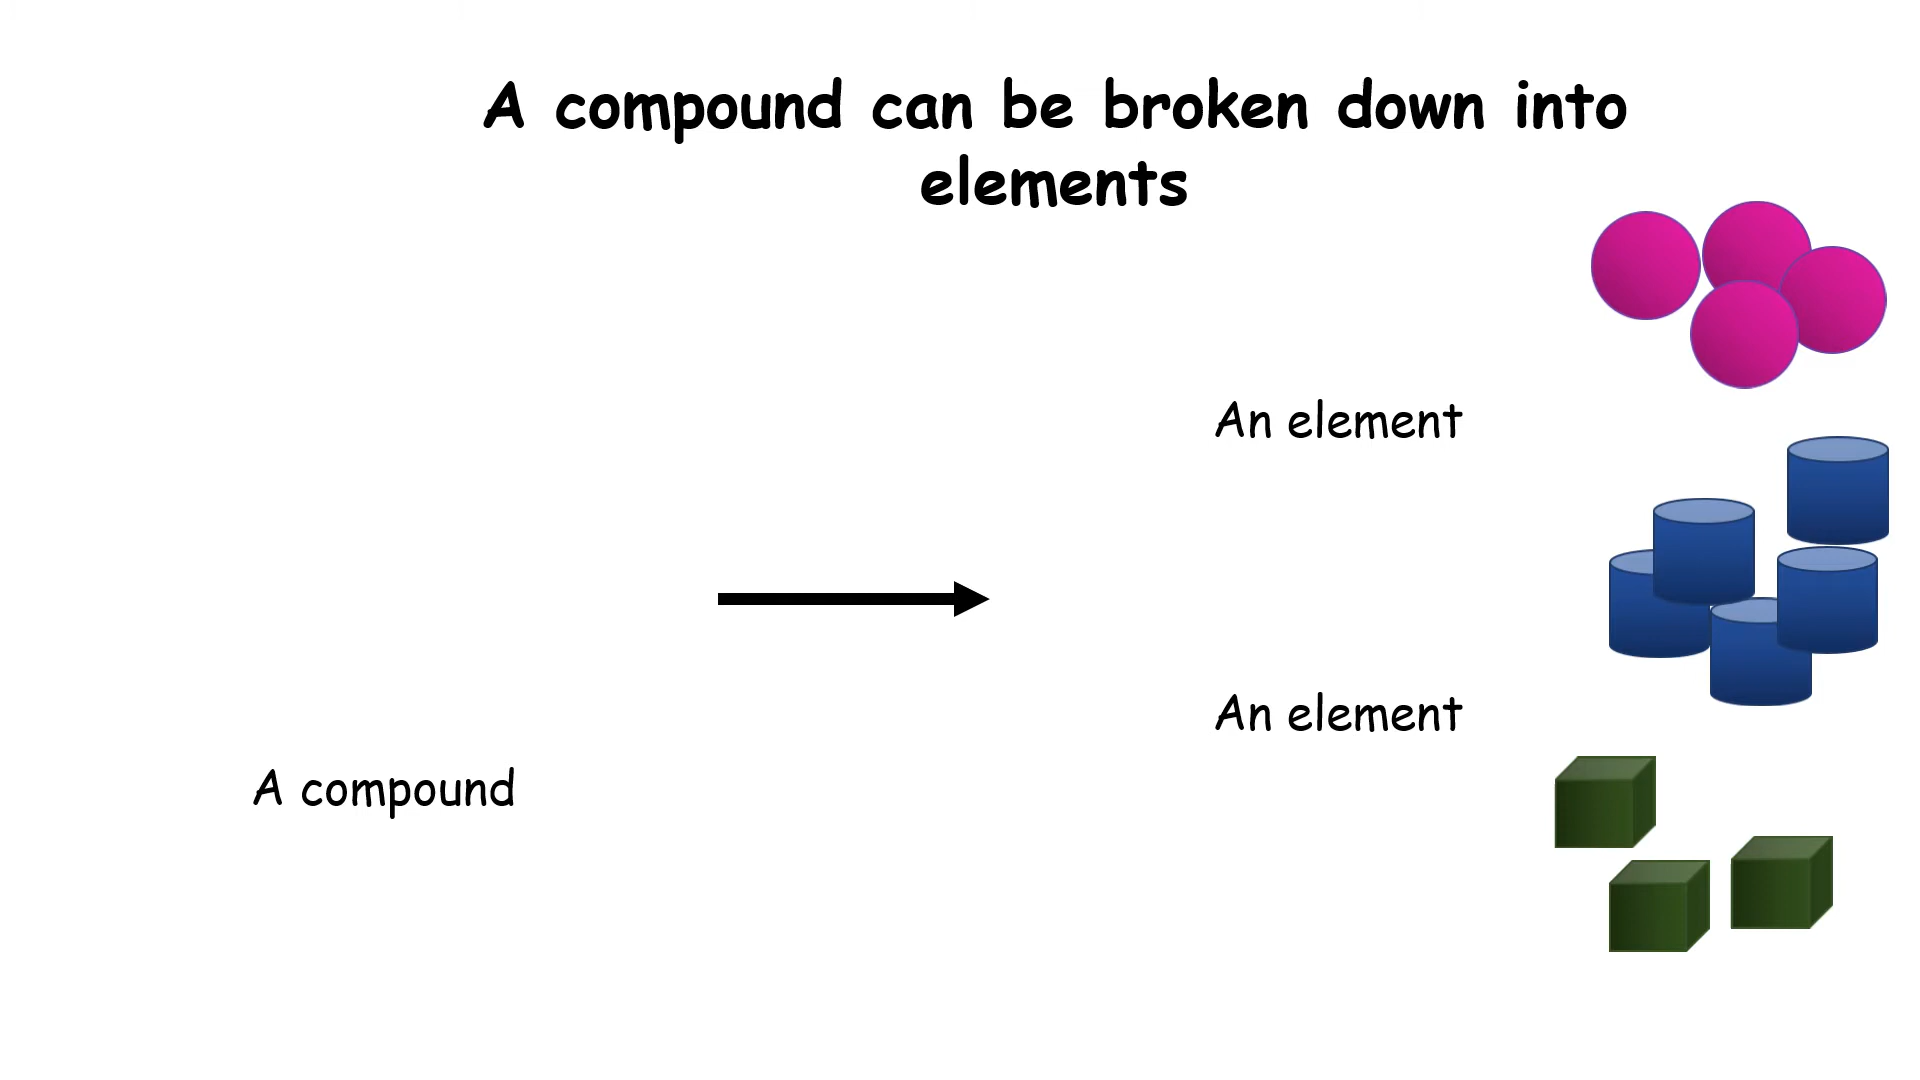 A compound can be broken down into
elements
An element
An element
A compound